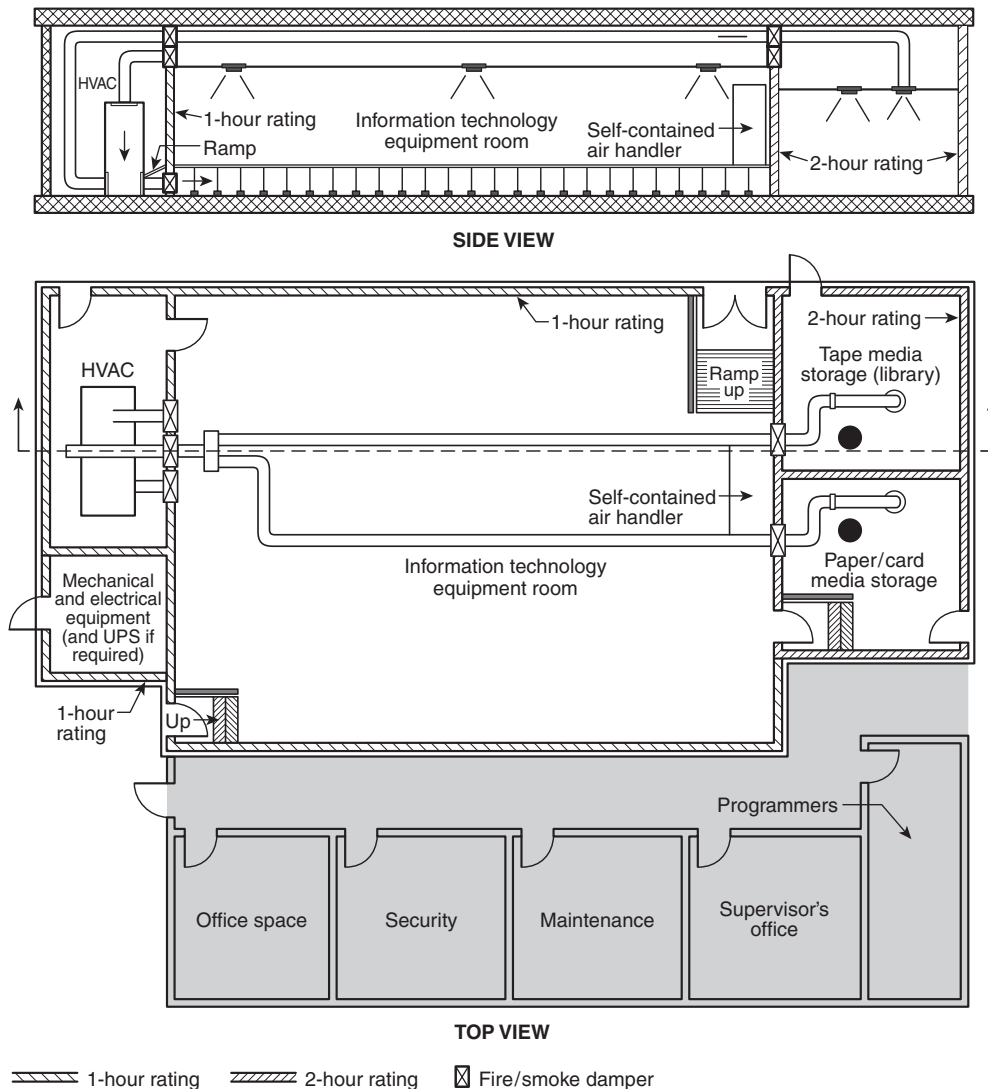 HVAC
1-hour rating
Ramp
Information technology
equipment room
Self-contained
air handler
2-hour rating
SIDE VIEW
1-hour rating
2-hour rating
HVAC
Ramp
up
Tape media
storage (library)
Self-contained
air handler
Information technology
equipment room
Paper/card
media storage
Mechanical
and electrical
equipment
(and UPS if
required)
1-hour
rating
Up
Programmers
Office space
Security
Maintenance
Supervisor's
office
TOP VIEW
1-hour rating
2-hour rating
Fire/smoke damper